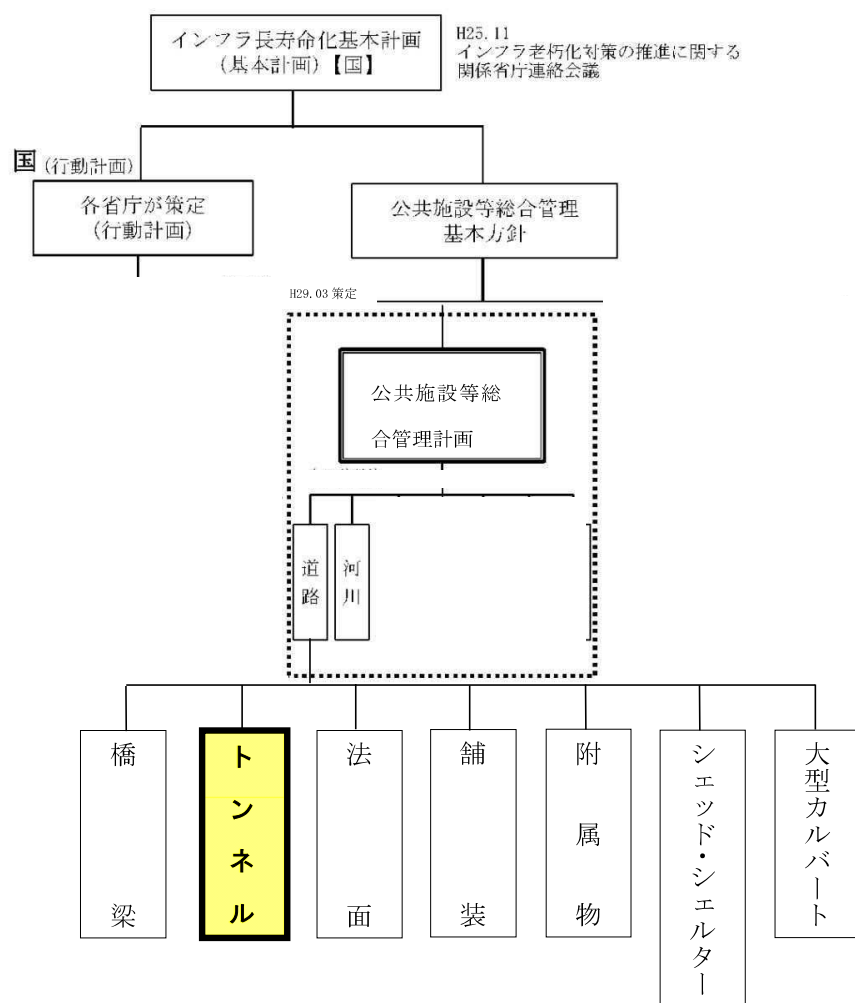 インフラ長寿命化基本計画
(基本計画)【国】
H25.11
インフラ老朽化対策の推進に関する
関係省庁連絡会議
国 (行動計画)
各省庁が策定
(行動計画)
公共施設等総合管理
基本方針
H29.03 策定
公共施設等総
合管理計画
道路
河川
橋梁
トンネル
法面
舗装
附属物
シェッド・シェルター
大型カルバート